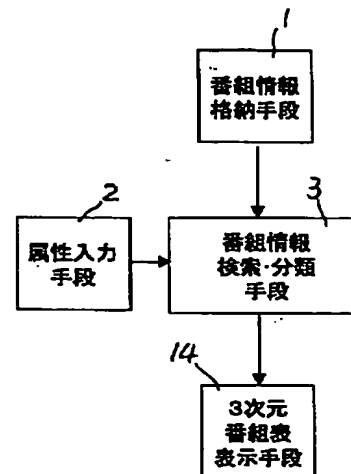 1
番組情報
格納手段
2
属性入力
手段
3
番組情報
検索・分類
手段
14
3次元
番組表
表示手段